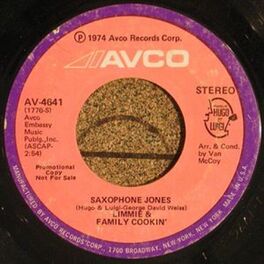 ℗ 1974 Avco Records Corp.
AVCO
AV-4641
(1776-S)
Avco
Embassy
Music
Publg., Inc.
(ASCAP-
2:54)
Promotional
Copy
Not For Sale
STEREO
HUGO
&
LUIGI
Arr. & Cond.
by Van
McCoy
SAXOPHONE JONES
(Hugo & Luigi-George David Weiss)
LIMMIE &
FAMILY COOKIN'
MANUFACTURED BY AVCO RECORDS CORP., 1700 BROADWAY, NEW YORK, NEW YORK. MADE IN U.S.A.